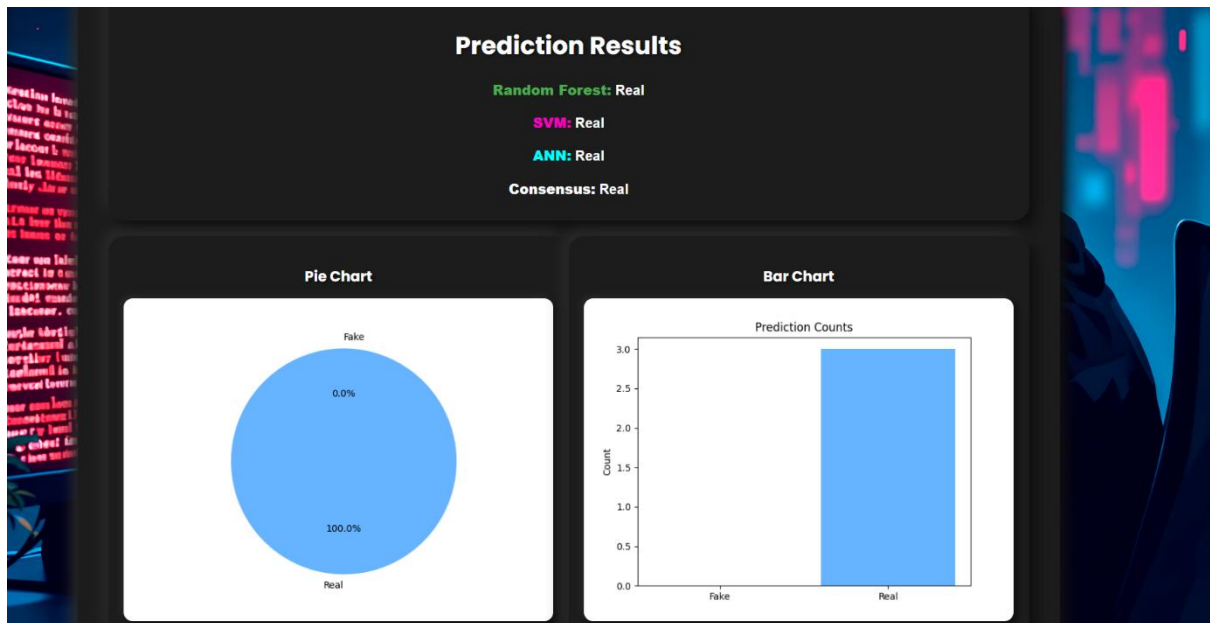 Prediction Results
Random Forest: Real
SVM: Real
ANN: Real
Consensus: Real
Pie Chart
Fake
0.0%
100.0%
Real
Bar Chart
Prediction Counts
3.0
2.5
2.0
1.5
1.0
0.5
0.0
Count
Fake
Real